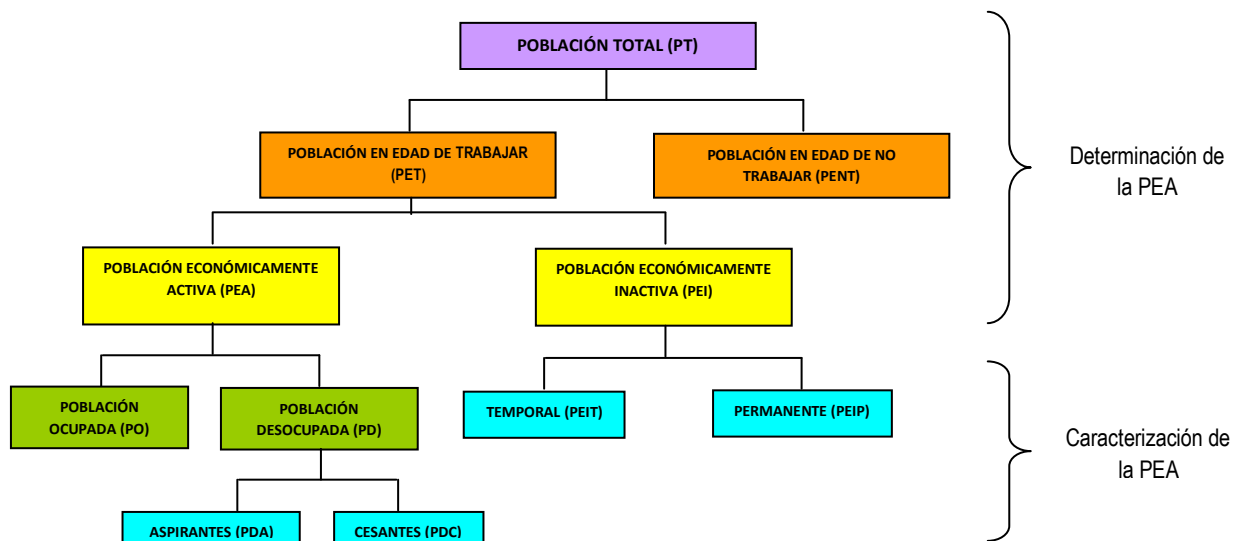 POBLACIÓN TOTAL (PT)
POBLACIÓN EN EDAD DE TRABAJAR
(PET)
POBLACIÓN EN EDAD DE NO
TRABAJAR (PENT)
Determinación de
la PEA
POBLACIÓN ECONÓMICAMENTE
ACTIVA (PEA)
POBLACIÓN ECONÓMICAMENTE
INACTIVA (PEI)
POBLACIÓN
OCUPADA (PO)
POBLACIÓN
DESOCUPADA (PD)
TEMPORAL (PEIT)
PERMANENTE (PEIP)
Caracterización de
la PEA
ASPIRANTES (PDA)
CESANTES (PDC)